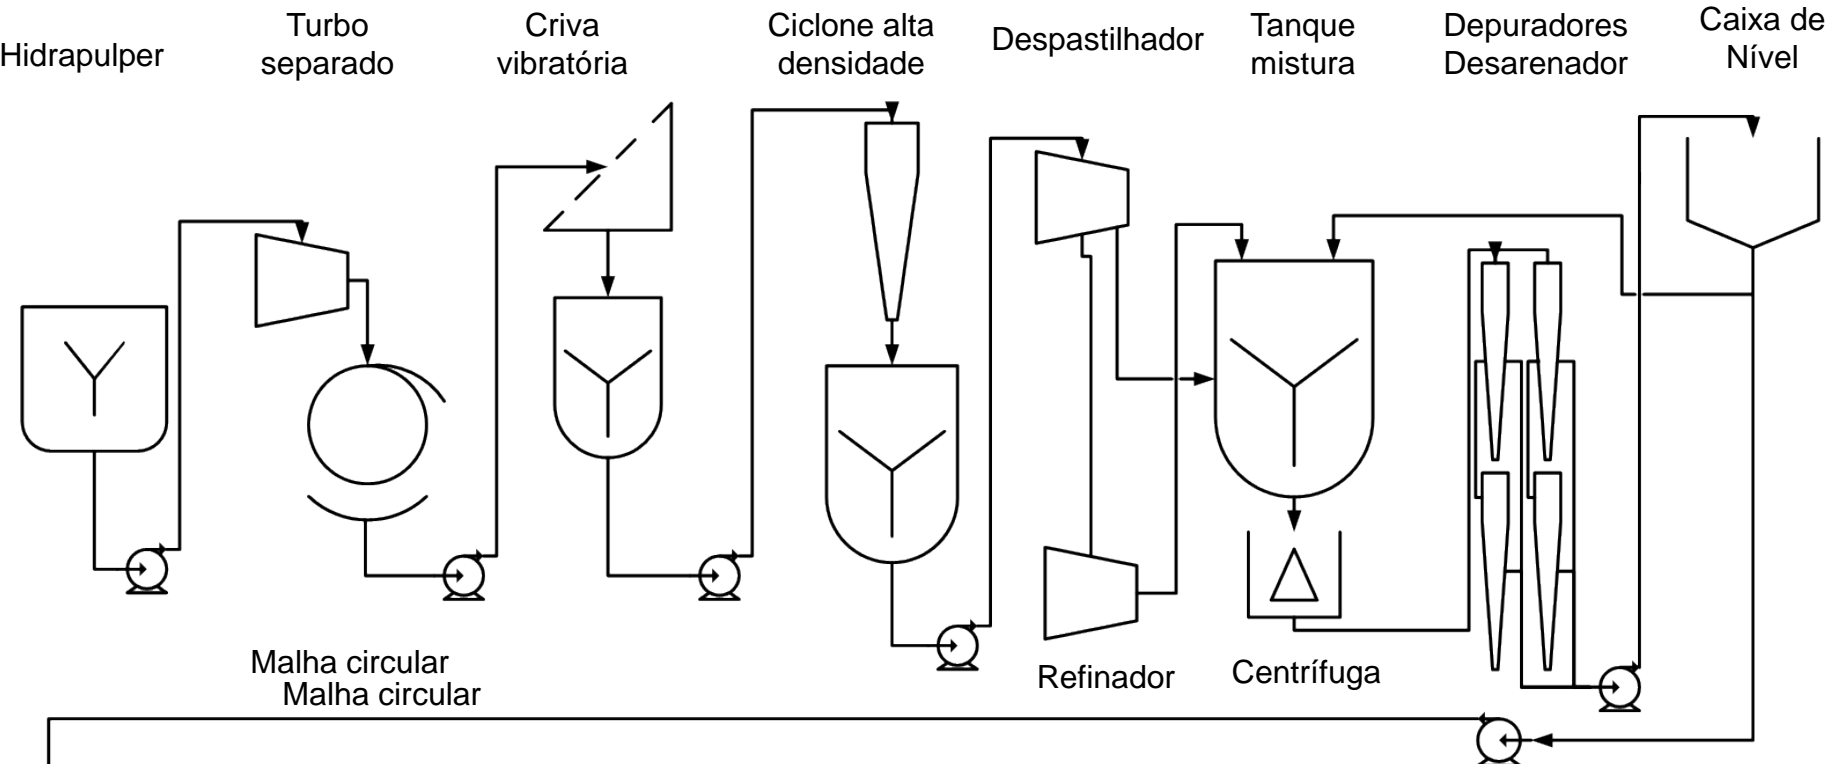 Hidrapulper
Turbo
separado
Criva
vibratória
Ciclone alta
densidade
Despastilhador
Tanque
mistura
Depuradores
Desarenador
Caixa de
Nível
Malha circular
Malha circular
Refinador
Centrífuga